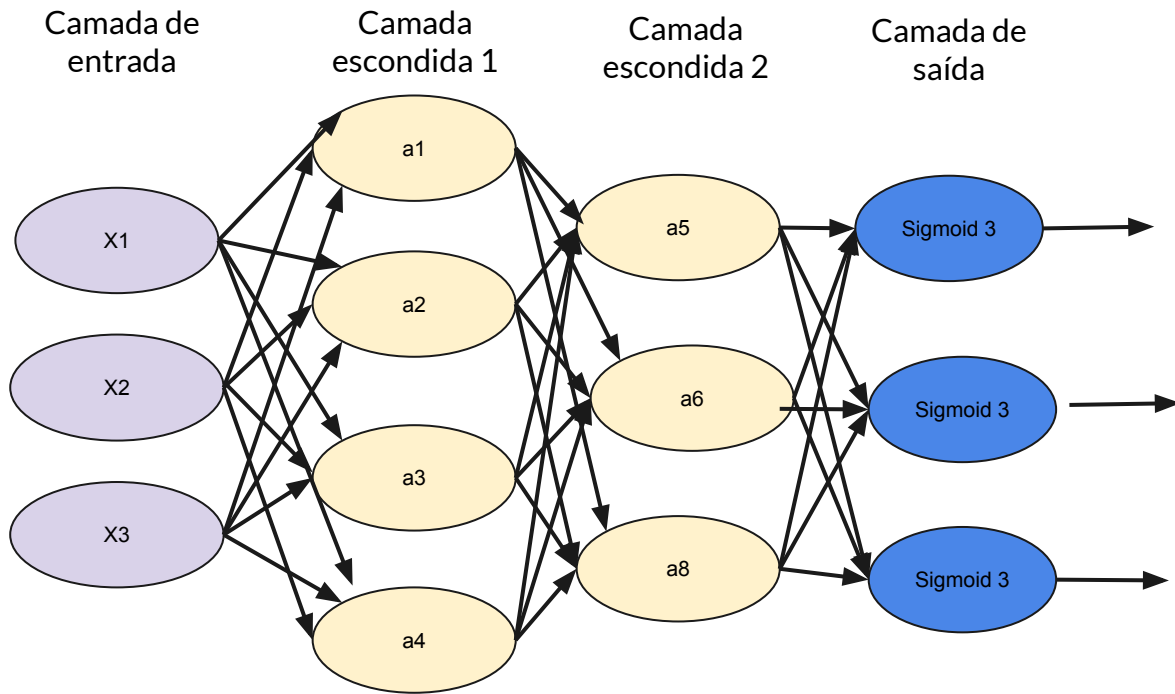 Camada de
entrada
Camada
escondida 1
Camada
escondida 2
Camada de
saída
X1
X2
X3
a1
a2
a3
a4
a5
a6
a8
Sigmoid 3
Sigmoid 3
Sigmoid 3